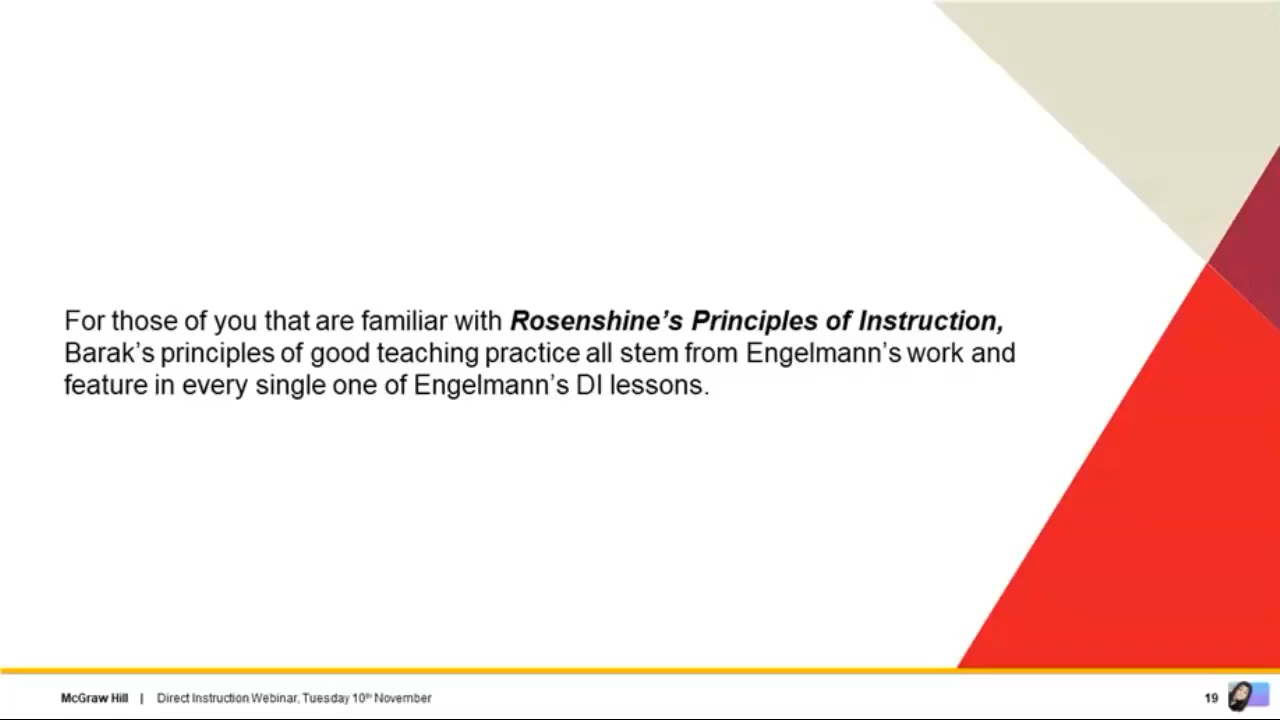 For those of you that are familiar with Rosenshine’s Principles of Instruction,
Barak’s principles of good teaching practice all stem from Engelmann’s work and
feature in every single one of Engelmann’s DI lessons.
McGraw Hill | Direct Instruction Webinar, Tuesday 10th November
19